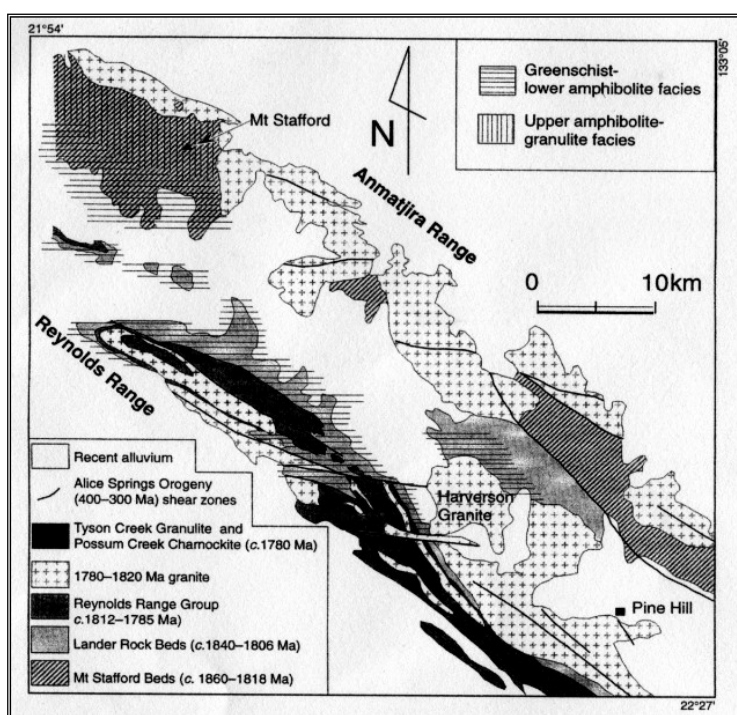 21°54'
133°05'
Greenschist-
lower amphibolite
facies
Upper amphibolite-
granulite facies
Mt Stafford
N
Anmatjira Range
0 10km
Reynolds Range
Recent alluvium
Alice Springs Orogeny
(400–300 Ma) shear zones
Tyson Creek Granulite and
Possum Creek Charnockite (c.1780 Ma)
1780–1820 Ma granite
Reynolds Range Group
c.1812–1785 Ma)
Lander Rock Beds (c.1840–1806 Ma)
Mt Stafford Beds (c. 1860–1818 Ma)
Harverson
Granite
Pine Hill
22°27'